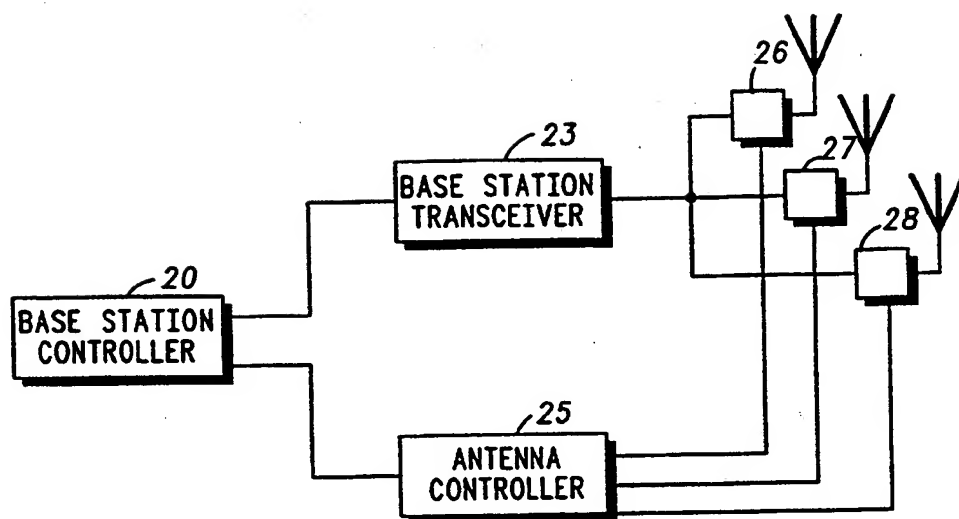 26
23
27
BASE STATION
TRANSCEIVER
28
20
BASE STATION
CONTROLLER
25
ANTENNA
CONTROLLER